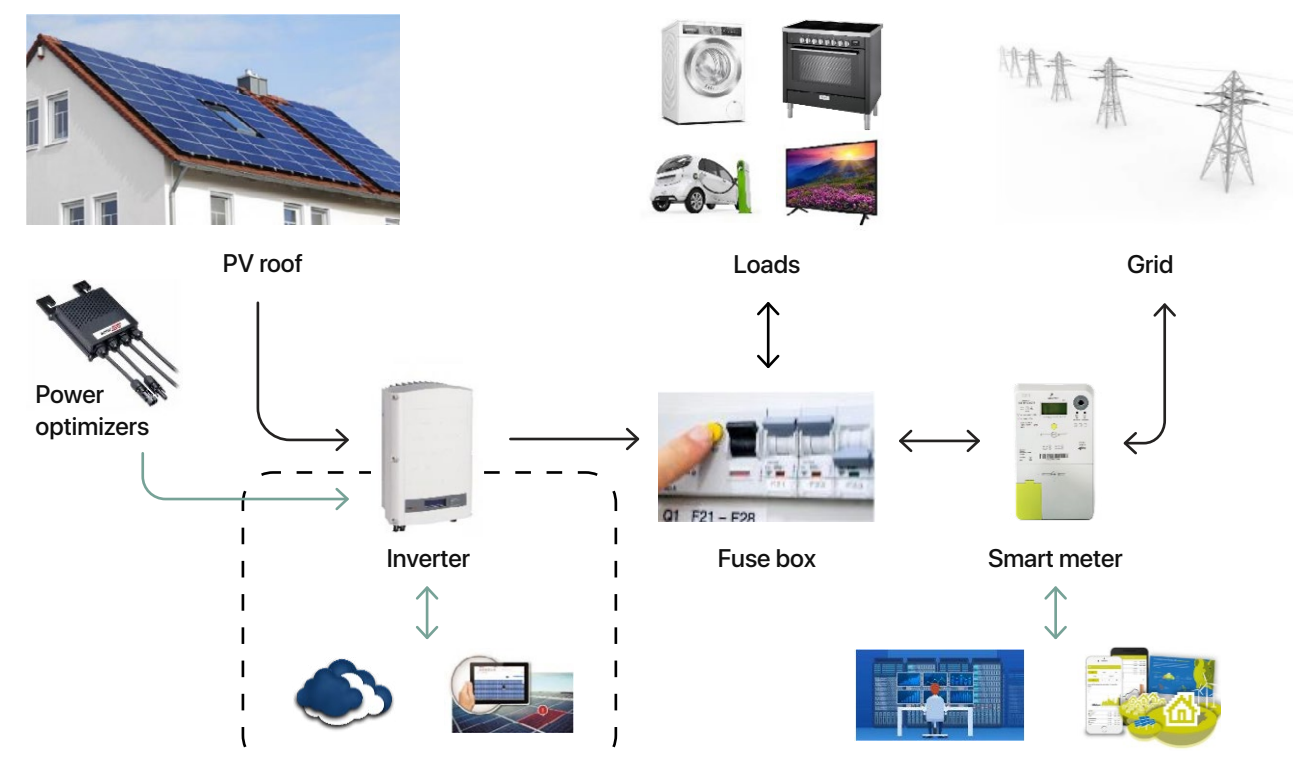 PV roof
Loads
Grid
Power
optimizers
Q1 F21-F28
Inverter
Fuse box
Smart meter